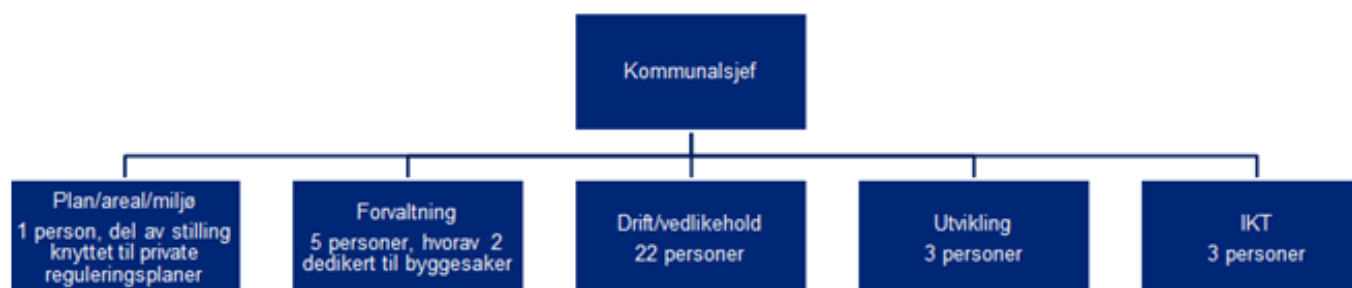 Kommunalsjef
Plan/areal/miljø
1 person, del av stilling
knyttet til private
reguleringsplaner
Forvaltning
5 personer, hvorav 2
dedikert til byggesaker
Drift/vedlikehold
22 personer
Utvikling
3 personer
IKT
3 personer